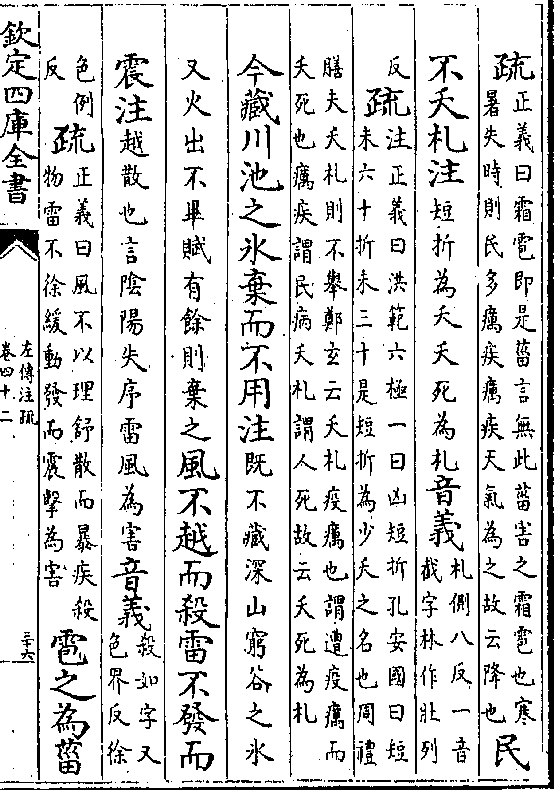 疏正義曰霜雹即是菑言無此菑害之霜雹也寒
暑失時則民多癘疾癘疾天氣為之故云降也民
不夭札注短折為夭夭死為札音義札側八反一音
截字林作壯列
反疏注正義曰洪範六極一曰凶短折孔安國曰短
未六十折未三十是短折為少夭之名也周禮
膳夫夭札則不舉鄭玄云夭札疫癘也謂遭疫癘而
夭死也癘疾謂民病夭札謂人死故云夭死為札
今藏川池之氷棄而不用注既不藏深山窮谷之氷
又火出不畢賦有餘則棄之風不越而殺雷不發而
震注越散也言陰陽失序雷風為害音義殺如字又
色界反徐
色例
反疏正義曰風不以理舒散而暴疾殺
物雷不徐緩動發而震擊為害雹之為菑
欽定四庫全書
左傳注疏
卷四十二
三十六